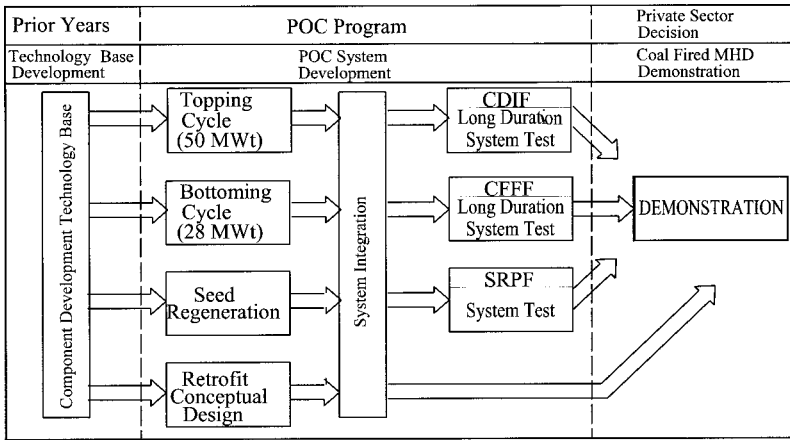 Prior Years
POC Program
Private Sector
Decision
Technology Base
Development
POC System
Development
Coal Fired MHD
Demonstration
Component Development Technology Base
Topping
Cycle
(50 MWt)
Bottoming
Cycle
(28 MWt)
Seed
Regeneration
Retrofit
Conceptual
Design
System Integration
CDIF
Long Duration
System Test
CFFF
Long Duration
System Test
SRPF
System Test
DEMONSTRATION